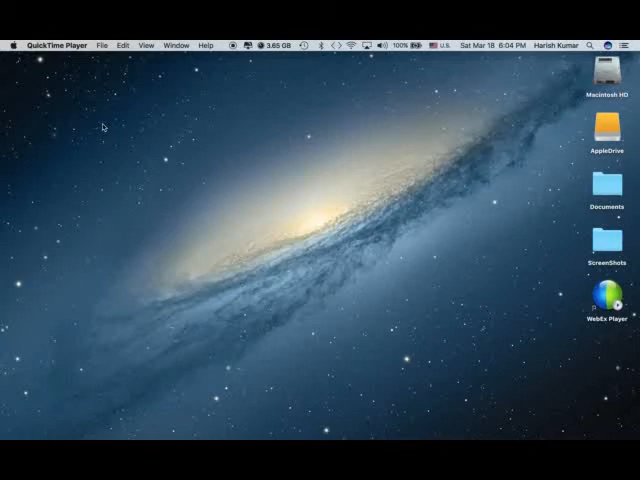 QuickTime Player File Edit View Window Help 3.65 GB 100% U.S. Sat Mar 18 6:04 PM Harish Kumar
Macintosh HD
AppleDrive
Documents
ScreenShots
WebEx Player